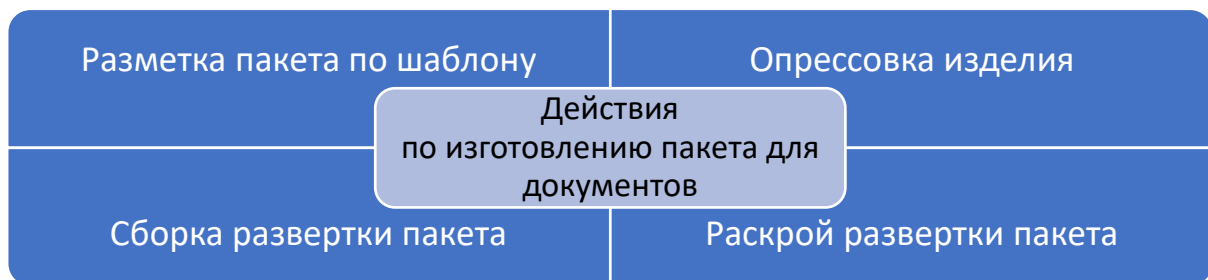 Разметка пакета по шаблону
Опрессовка изделия
Действия
по изготовлению пакета для
документов
Сборка развертки пакета
Раскрой развертки пакета